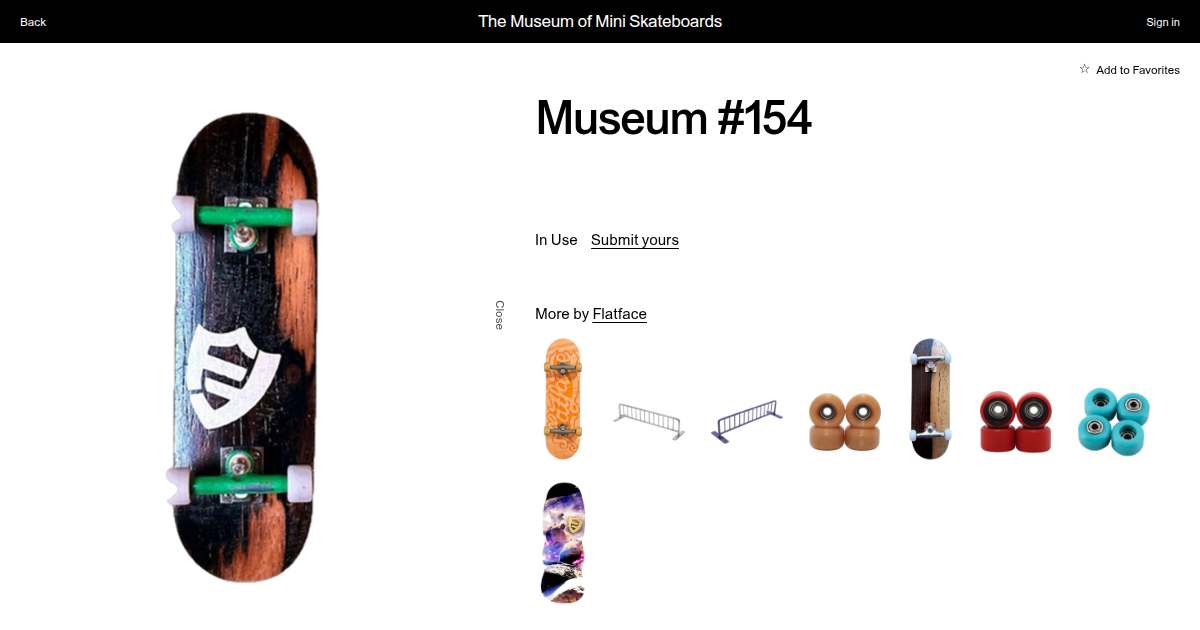 Back
The Museum of Mini Skateboards
Sign in
☆ Add to Favorites
Museum #154
In Use Submit yours
Close
More by Flatface